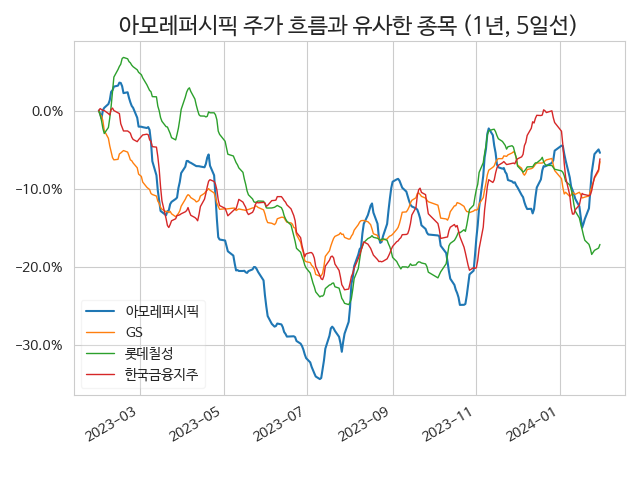 아모레퍼시픽 주가 흐름과 유사한 종목 (1년, 5일선)
0.0%
−10.0%
−20.0%
−30.0%
아모레퍼시픽
GS
롯데칠성
한국금융지주
2023-03
2023-05
2023-07
2023-09
2023-11
2024-01